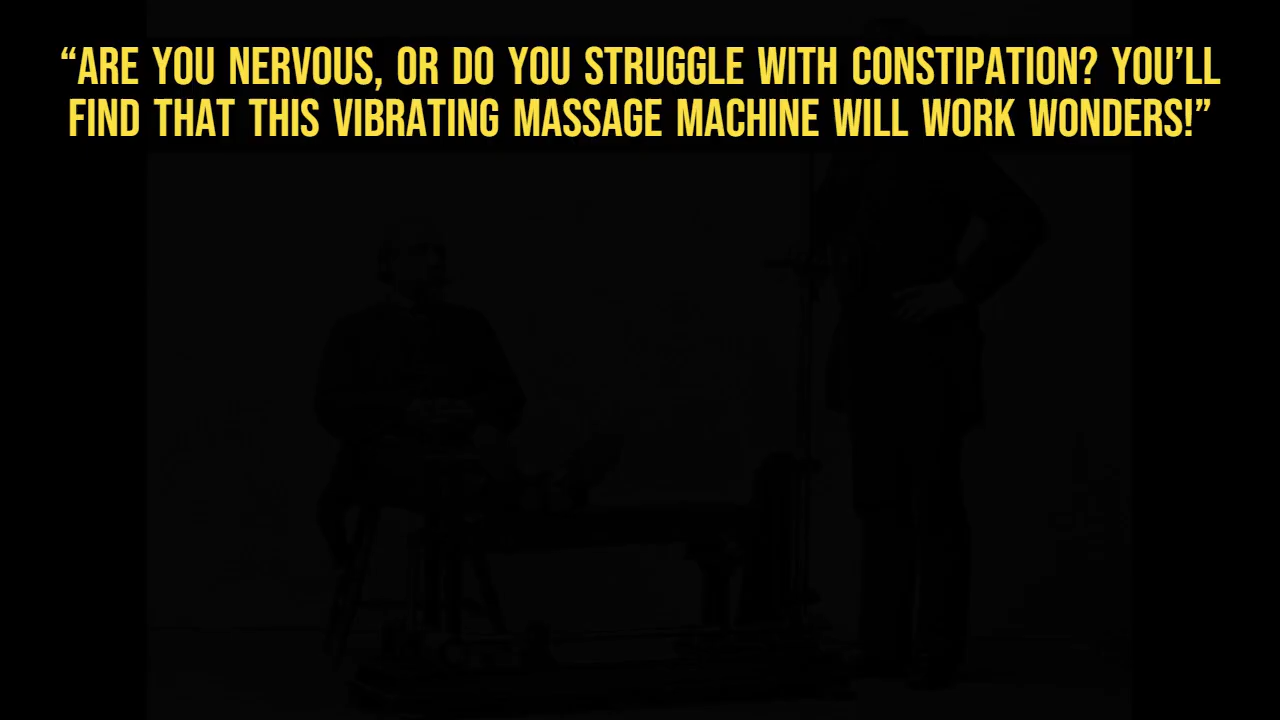 “ARE YOU NERVOUS, OR DO YOU STRUGGLE WITH CONSTIPATION? YOU’LL
FIND THAT THIS VIBRATING MASSAGE MACHINE WILL WORK WONDERS!”